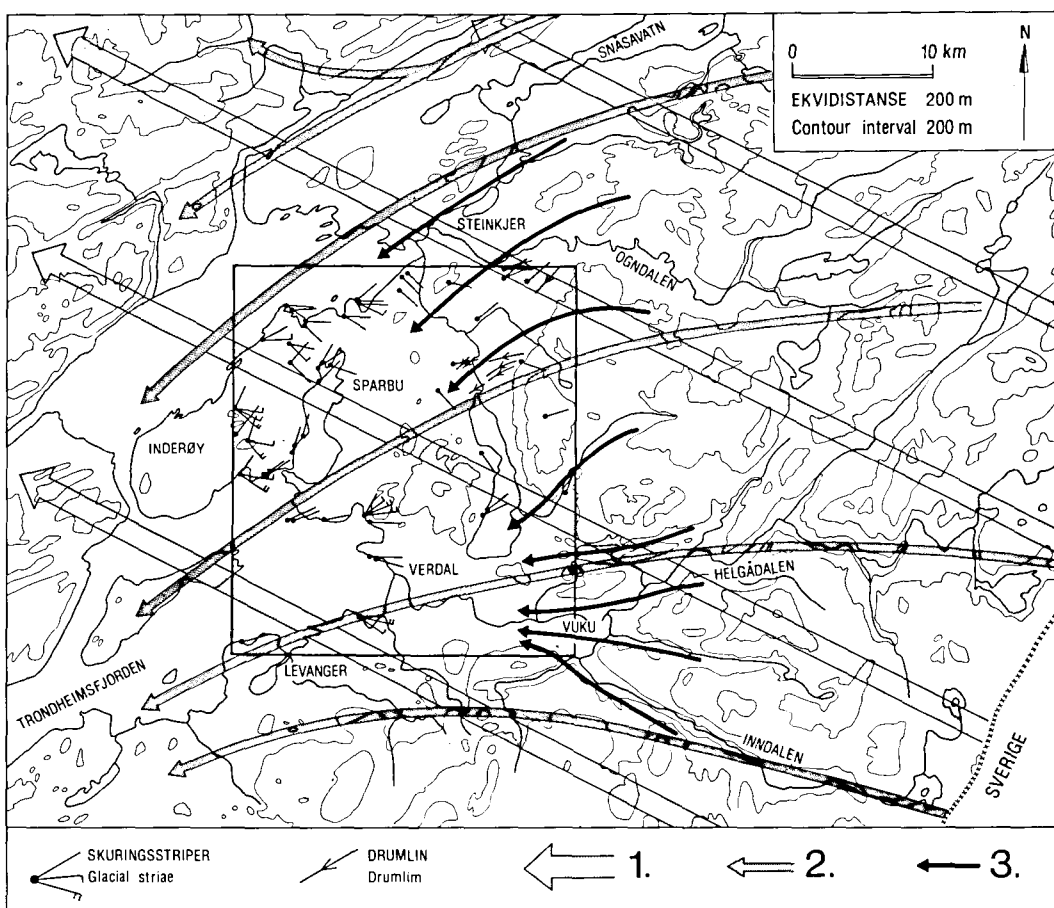 SNÅSAVATN
0 10 km
EKVIDISTANSE 200 m
Contour interval 200 m
N
STEINKJER
OGNDALEN
SPARBU
INDERØY
VERDAL
HELGÅDALEN
VUKU
LEVANGER
TRONDHEIMSFJORDEN
INNDALEN
SVERIGE
SKURINGSSTRIPER
Glacial striae
DRUMLIN
Drumlim
1.
2.
3.